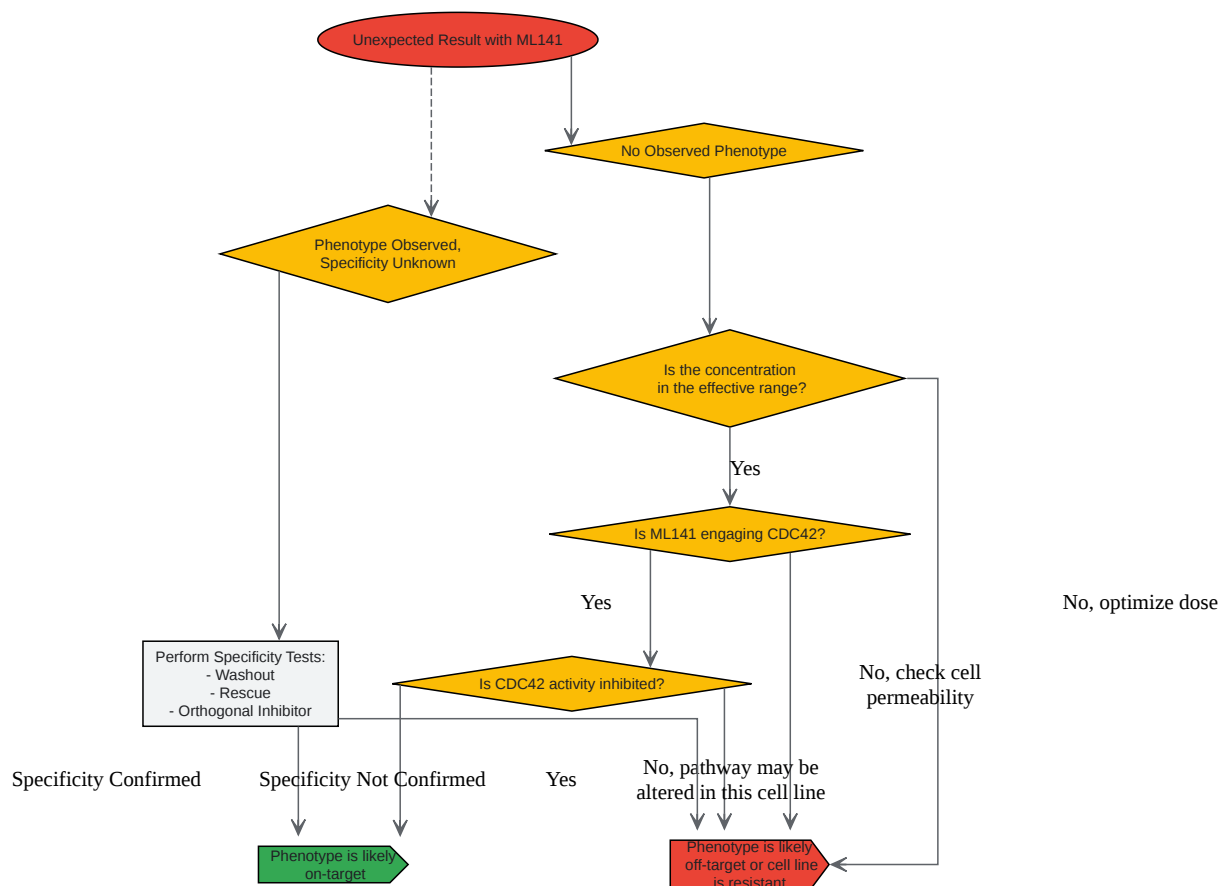 Unexpected Result with ML141
No Observed Phenotype
Phenotype Observed,
Specificity Unknown
Is the concentration
in the effective range?
Yes
Is ML141 engaging CDC42?
Yes
No, optimize dose
Perform Specificity Tests:
- Washout
- Rescue
- Orthogonal Inhibitor
Is CDC42 activity inhibited?
No, check cell
permeability
Specificity Confirmed
Specificity Not Confirmed
Yes
No, pathway may be
altered in this cell line
Phenotype is likely
on-target
Phenotype is likely
off-target or cell line
is resistant